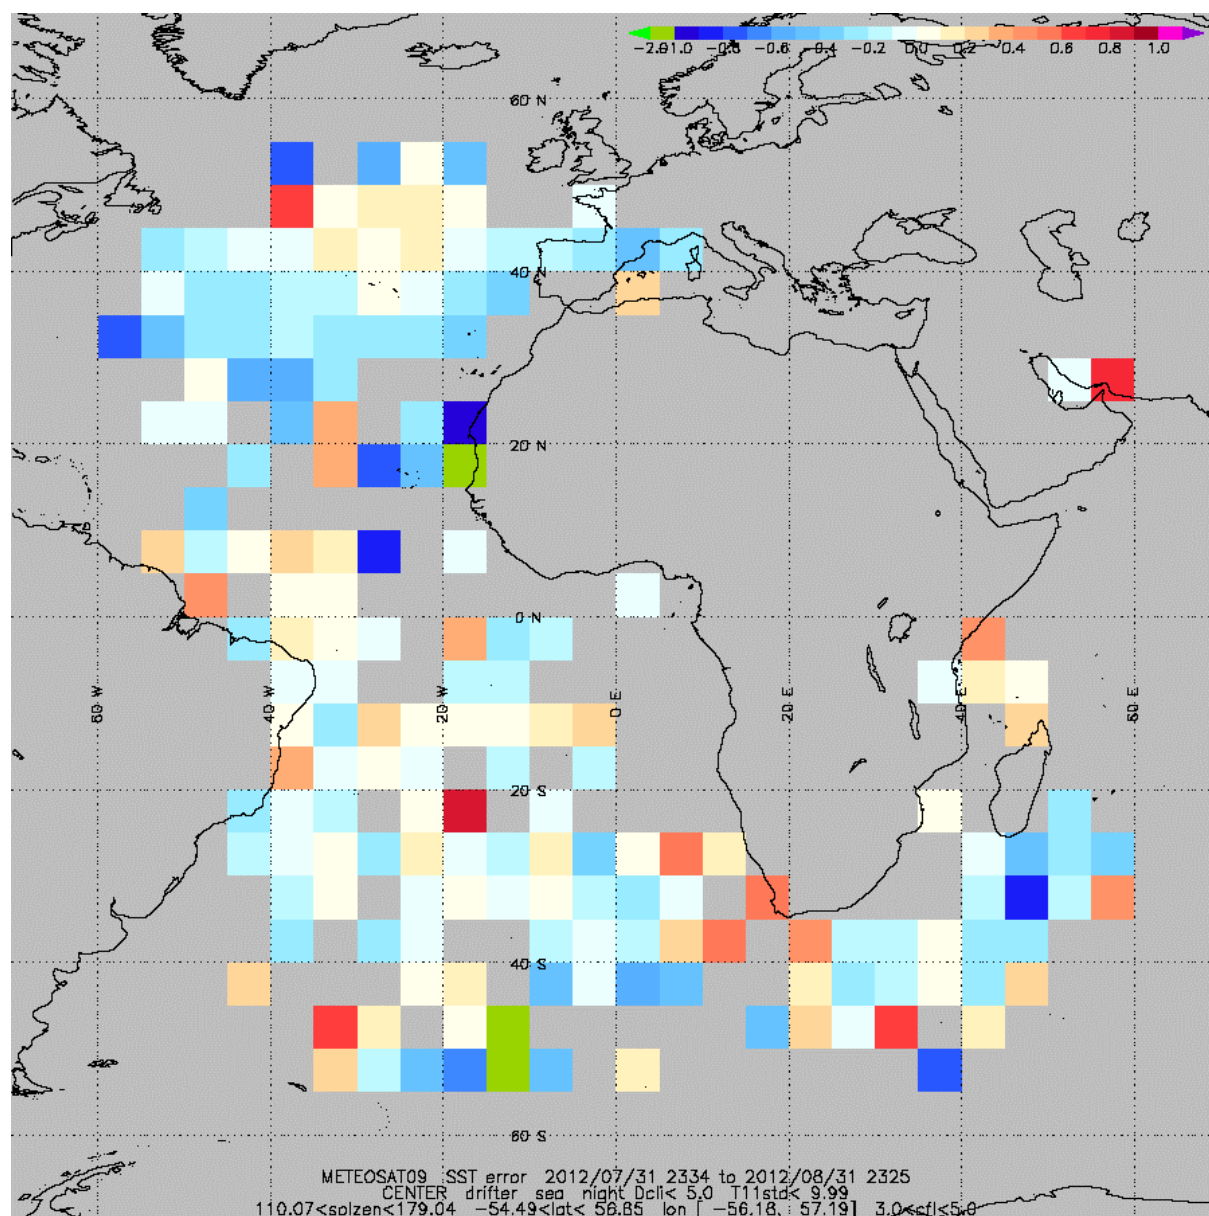 -2.0 -1.0 -0.8 -0.6 -0.4 -0.2 0.0 0.2 0.4 0.6 0.8 1.0
60 N
40 N
20 N
0 N
60 W 40 W 20 W 0 E 20 E 40 E 60 E
20 S
40 S
60 S
METEOSAT09 SST error 2012/07/31 2334 to 2012/08/31 2325
CENTER drifter sea night Dcli< 5.0 T11std< 9.99
110.07<solzen<179.04 -54.49<lat< 56.65 lon [ -56.18, 57.19] 3.0<cfl<5.0